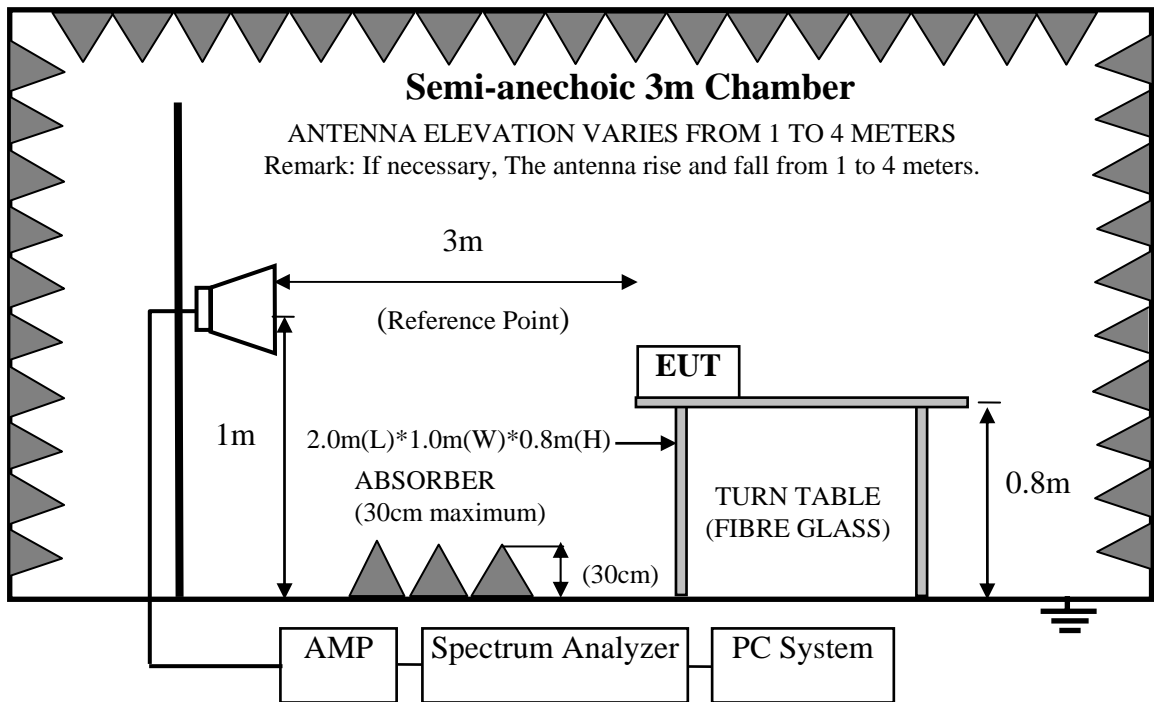 Semi-anechoic 3m Chamber
ANTENNA ELEVATION VARIES FROM 1 TO 4 METERS
Remark: If necessary, The antenna rise and fall from 1 to 4 meters.
3m
(Reference Point)
EUT
1m
2.0m(L)*1.0m(W)*0.8m(H)
ABSORBER
(30cm maximum)
TURN TABLE
(FIBRE GLASS)
0.8m
(30cm)
AMP
Spectrum Analyzer
PC System